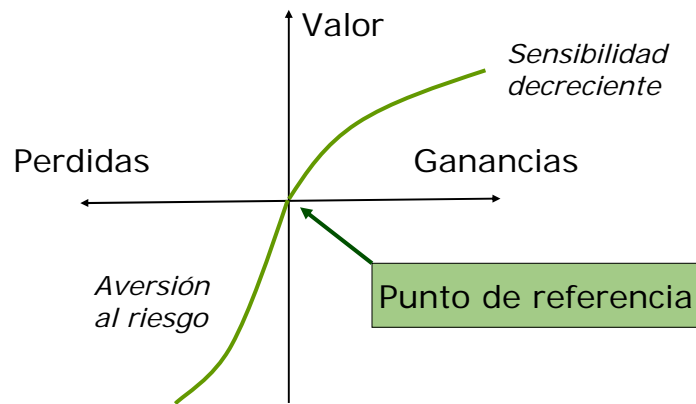 Valor
Sensibilidad
decreciente
Perdidas
Ganancias
Aversión
al riesgo
Punto de referencia